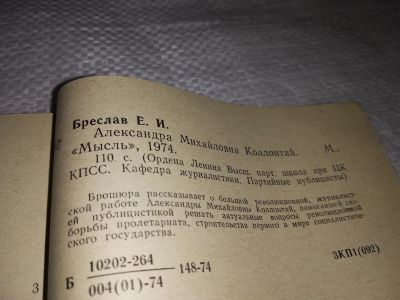 Бреслав Е. И.
Александра Михайловна Коллонтай. М.,
«Мысль», 1974.
110 с. (Ордена Ленина Высш. парт. школа при ЦК
КПСС. Кафедра журналистики. Партийные публицисты).
Брошюра рассказывает о большой революционной, журналист-
ской работе Александры Михайловны Коллонтай, помогавшей сво-
ей публицистикой решать актуальные вопросы революционной
борьбы пролетариата, строительства первого в мире социалистиче-
ского государства.
Б 10202-264
004(01)-74 148-74
3КП1(092)
3